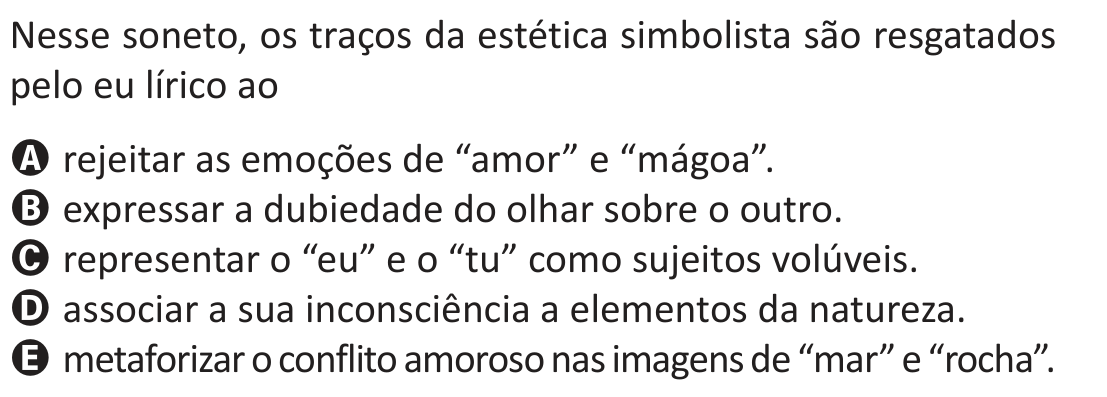 Nesse soneto, os traços da estética simbolista são resgatados
pelo eu lírico ao
A rejeitar as emoções de “amor” e “mágoa”.
B expressar a dubiedade do olhar sobre o outro.
C representar o “eu” e o “tu” como sujeitos volúveis.
D associar a sua inconsciência a elementos da natureza.
E metaforizar o conflito amoroso nas imagens de “mar” e “rocha”.